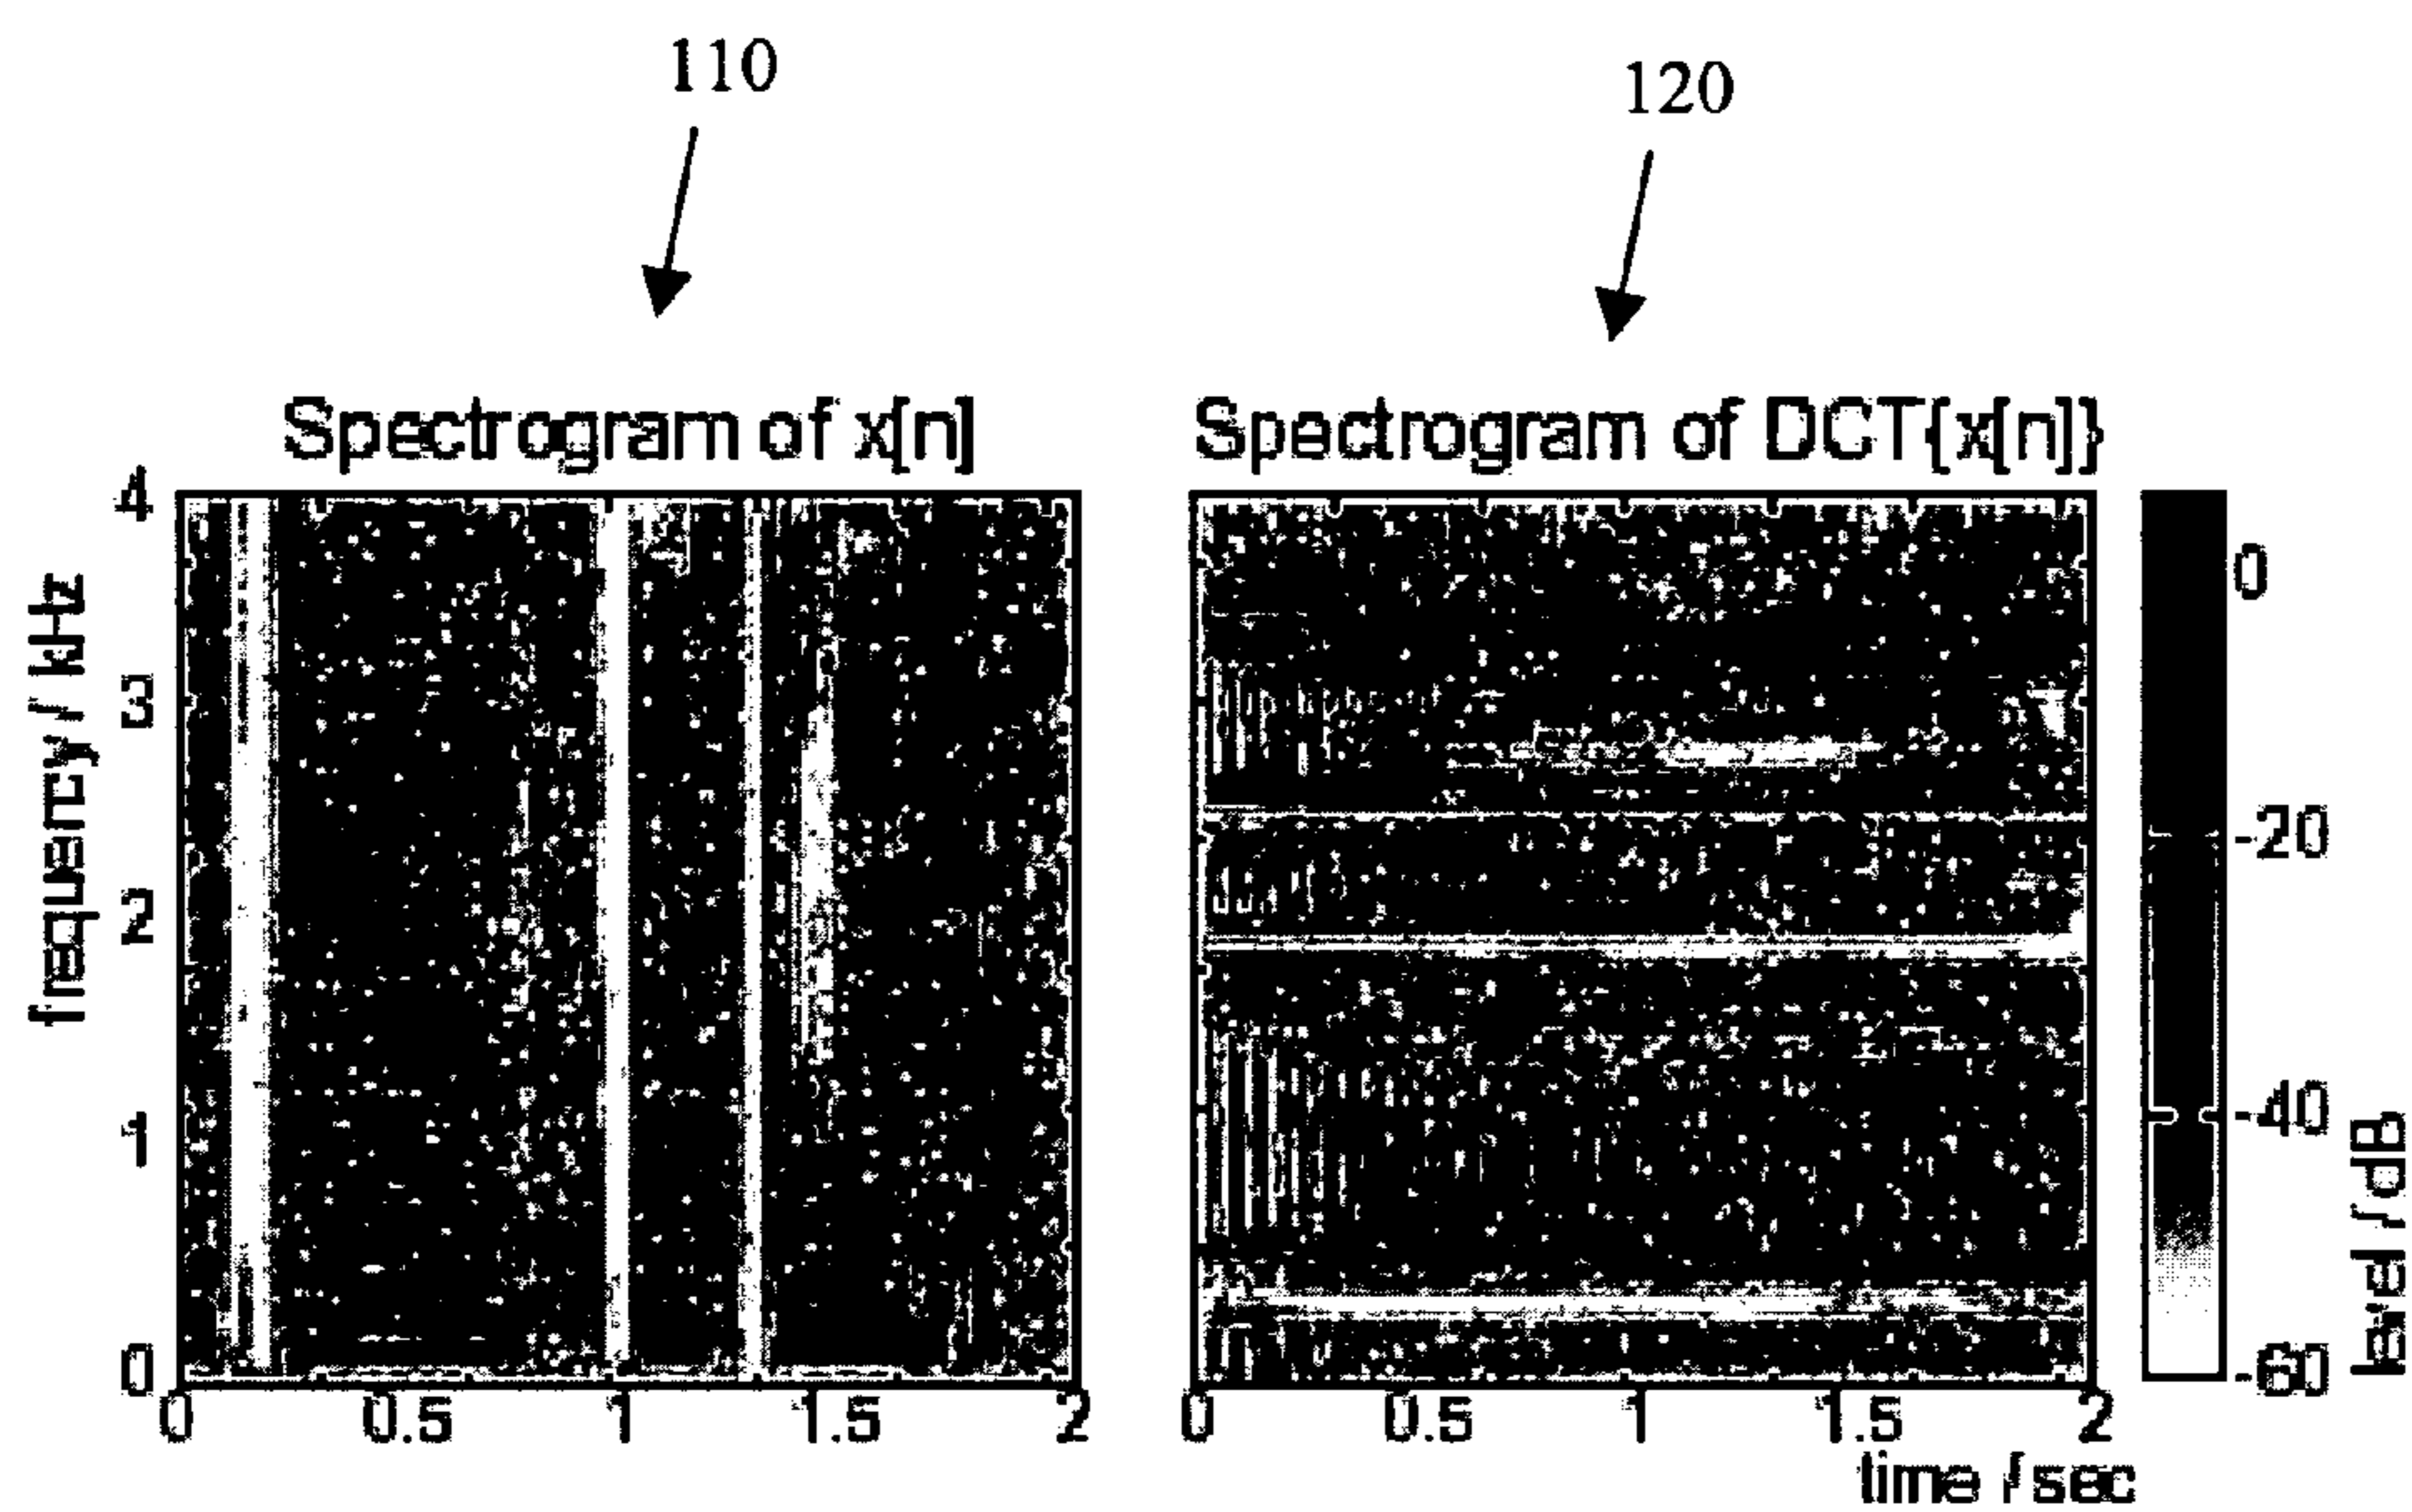 110
120
Spectrogram of x[n]
Spectrogram of DCT{x[n]}
frequency / kHz
4
3
2
1
0
0 0.5 1 1.5 2
0 0.5 1 1.5 2
time / sec
0
-20
-40
-60
level / dB